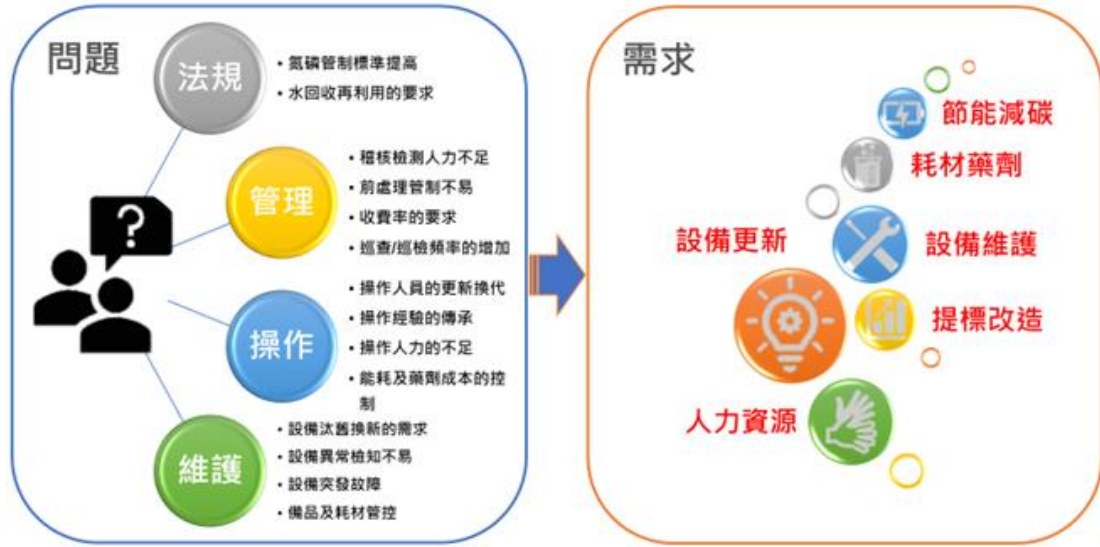 問題
法規
• 氮磷管制標準提高
• 水回收再利用的要求
管理
• 稽核檢測人力不足
• 前處理管制不易
• 收費率的要求
• 巡查/巡檢頻率的增加
?
操作
• 操作人員的更新換代
• 操作經驗的傳承
• 操作人力的不足
• 能耗及藥劑成本的控
制
維護
• 設備汰舊換新的需求
• 設備異常檢知不易
• 設備突發故障
• 備品及耗材管控
需求
節能減碳
耗材藥劑
設備更新
設備維護
提標改造
人力資源